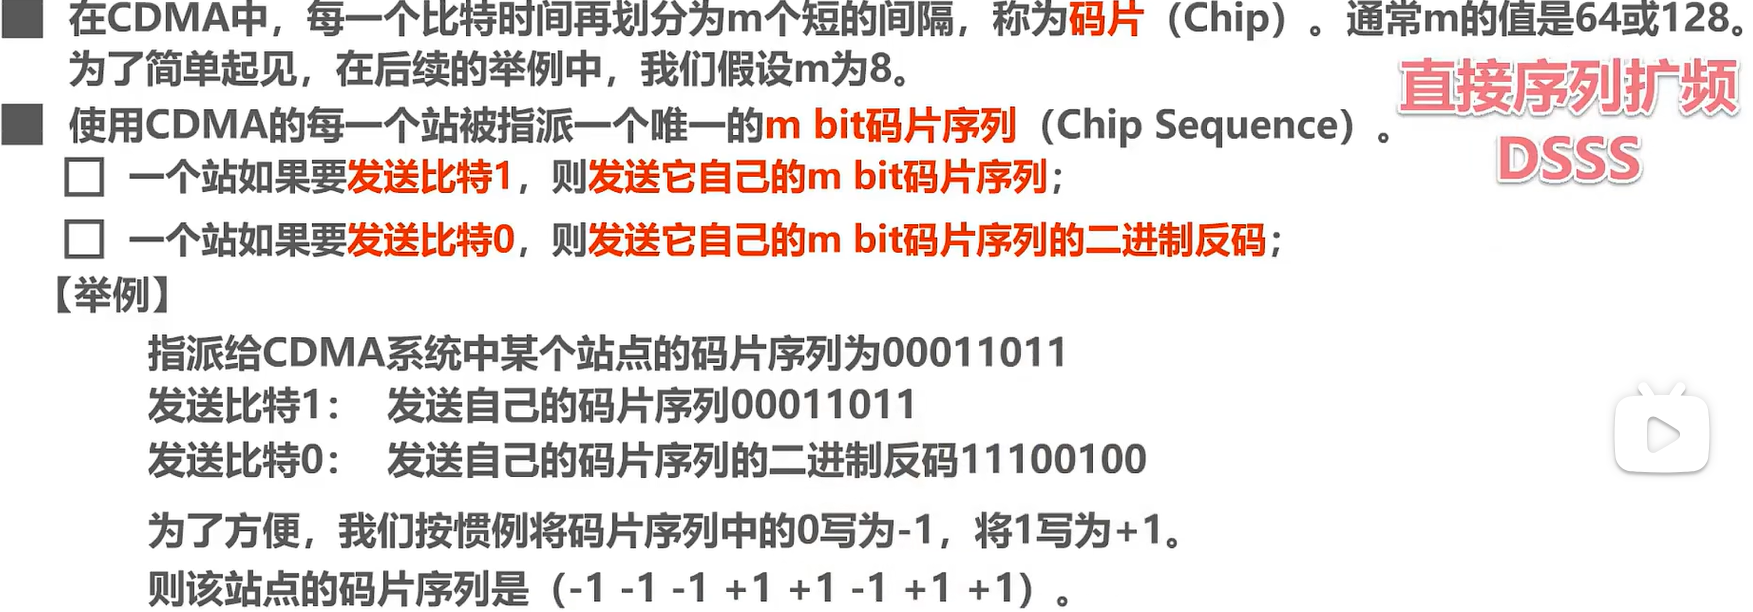 在CDMA中，每一个比特时间再划分为m个短的间隔，称为码片（Chip）。通常m的值是64或128。
为了简单起见，在后续的举例中，我们假设m为8。
直接序列扩频
DSSS
使用CDMA的每一个站被指派一个唯一的m bit码片序列（Chip Sequence）。
一个站如果要发送比特1，则发送它自己的m bit码片序列；
一个站如果要发送比特0，则发送它自己的m bit码片序列的二进制反码；
【举例】
指派给CDMA系统中某个站点的码片序列为00011011
发送比特1： 发送自己的码片序列00011011
发送比特0： 发送自己的码片序列的二进制反码11100100
为了方便，我们按惯例将码片序列中的0写为-1，将1写为+1。
则该站点的码片序列是（-1 -1 -1 +1 +1 -1 +1 +1）。